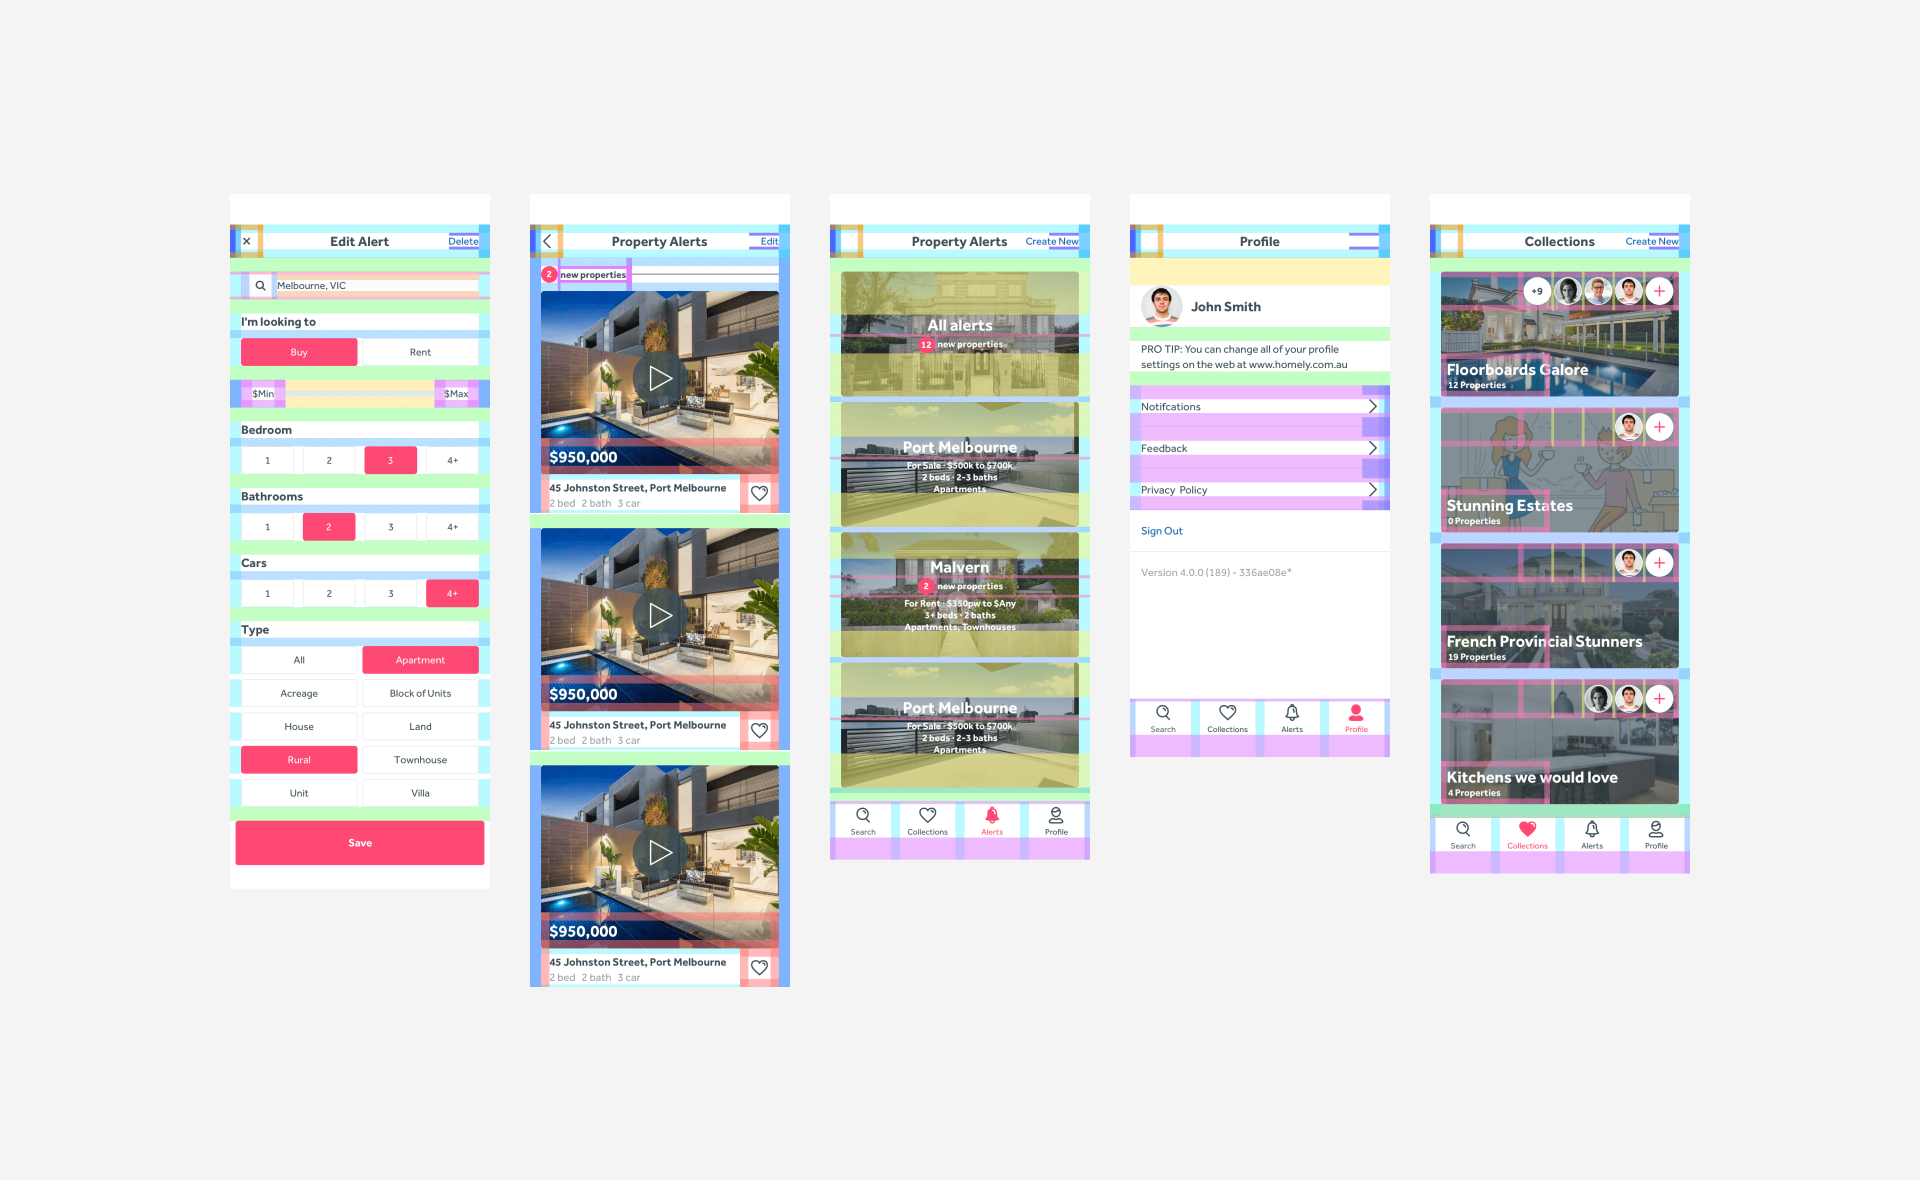 Edit Alert
Delete
Melbourne, VIC
I'm looking to
Buy
Rent
$Min
$Max
Bedroom
1
2
3
4+
Bathrooms
1
2
3
4+
Cars
1
2
3
4+
Type
All
Apartment
Acreage
Block of Units
House
Land
Rural
Townhouse
Unit
Villa
Save
Property Alerts
Edit
2 new properties
$950,000
45 Johnston Street, Port Melbourne
2 bed 2 bath 3 car
$950,000
45 Johnston Street, Port Melbourne
2 bed 2 bath 3 car
$950,000
45 Johnston Street, Port Melbourne
2 bed 2 bath 3 car
Property Alerts
Create New
All alerts
12 new properties
Port Melbourne
For Sale · $500k to $700k
2 beds · 2-3 baths
Apartments
Malvern
2 new properties
For Rent · $350pw to $Any
3+ beds · 2 baths
Apartments, Townhouses
Port Melbourne
For Sale · $500k to $700k
2 beds · 2-3 baths
Apartments
Search
Collections
Alerts
Profile
Profile
John Smith
PRO TIP: You can change all of your profile
settings on the web at www.homely.com.au
Notifcations
Feedback
Privacy Policy
Sign Out
Version 4.0.0 (189) - 336ae08e*
Search
Collections
Alerts
Profile
Collections
Create New
+9
Floorboards Galore
12 Properties
Stunning Estates
0 Properties
French Provincial Stunners
19 Properties
Kitchens we would love
4 Properties
Search
Collections
Alerts
Profile